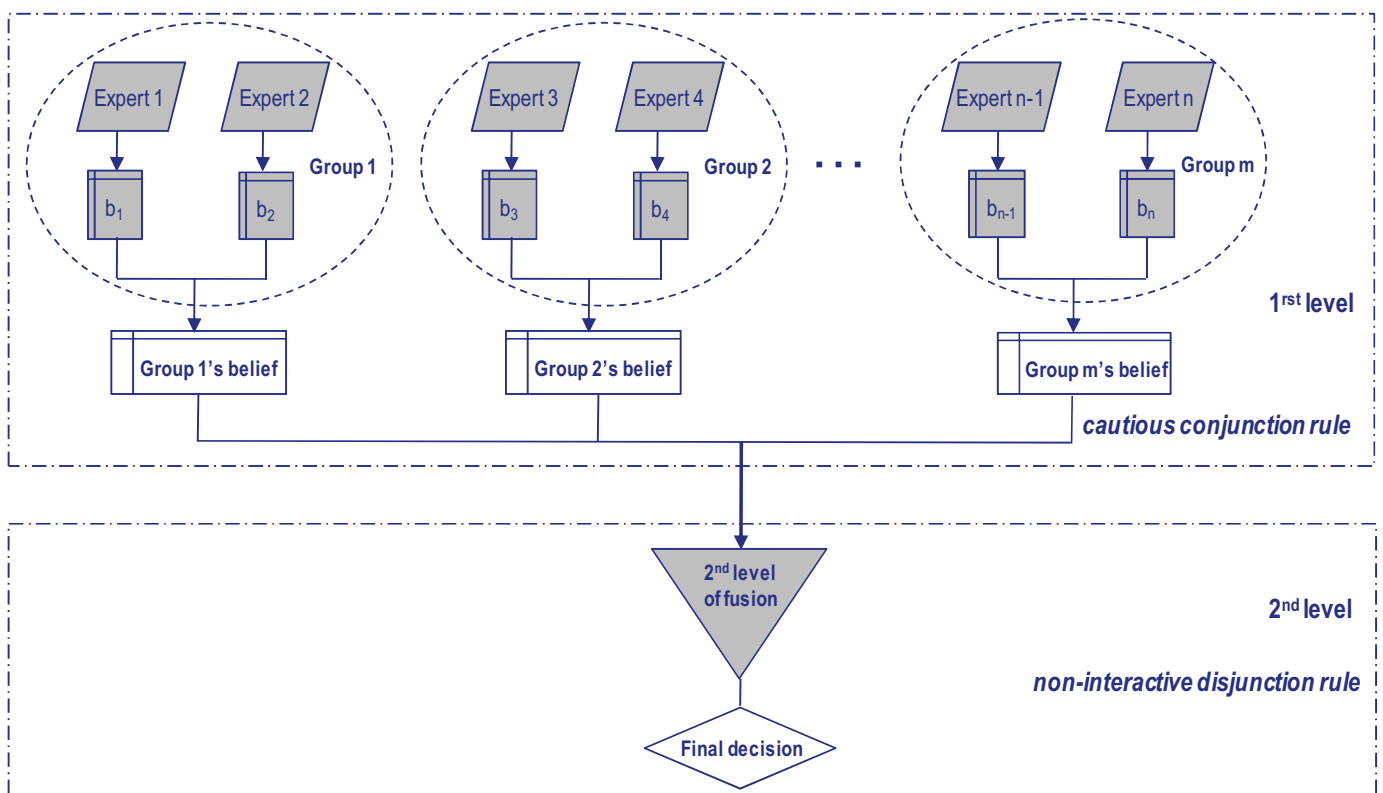 Expert 1
Expert 2
Expert 3
Expert 4
Expert n-1
Expert n
Group 1
Group 2
. . .
Group m
b1
b2
b3
b4
bn-1
bn
1rst level
Group 1's belief
Group 2's belief
Group m's belief
cautious conjunction rule
2nd level
of fusion
2nd level
non-interactive disjunction rule
Final decision